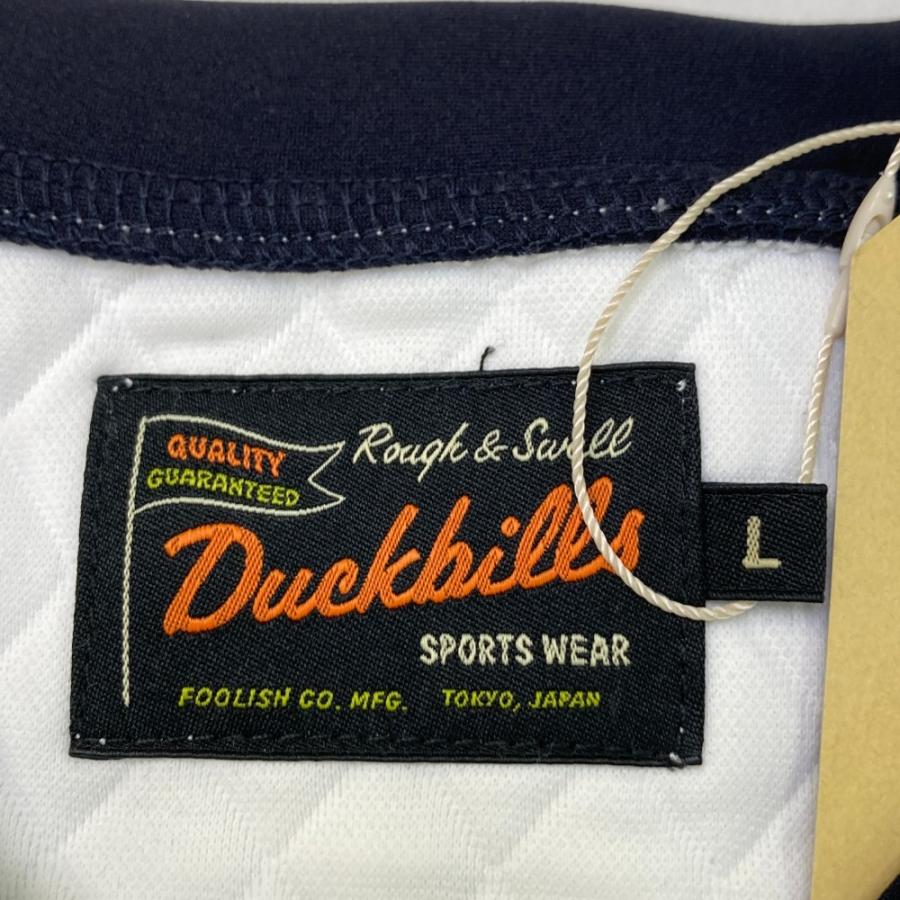 QUALITY
GUARANTEED
Rough & Swell
Duckbills
SPORTS WEAR
FOOLISH CO. MFG. TOKYO, JAPAN
L